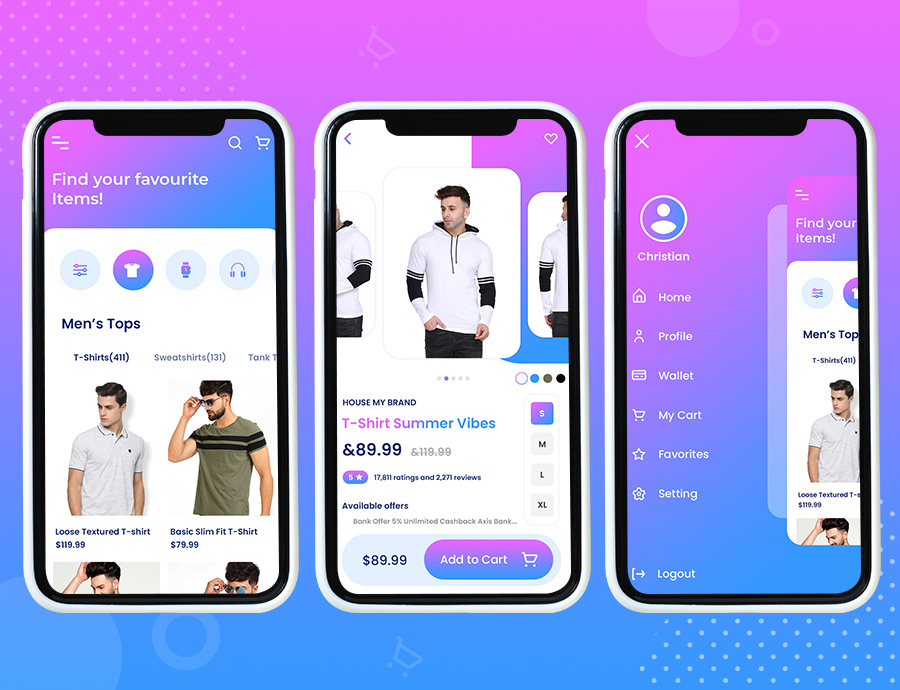 Find your favourite
Items!
Men's Tops
T-Shirts(411) Sweatshirts(131) Tank T
Loose Textured T-shirt
$119.99
Basic Slim Fit T-Shirt
$79.99
HOUSE MY BRAND
T-Shirt Summer Vibes
&89.99 &119.99
5 17,811 ratings and 2,271 reviews
Available offers
Bank Offer 5% Unlimited Cashback Axis Bank...
S
M
L
XL
$89.99
Add to Cart
Christian
Home
Profile
Wallet
My Cart
Favorites
Setting
Logout
Find your
Items!
Men's Top
T-Shirts(411)
Loose Textured T-s
$119.99